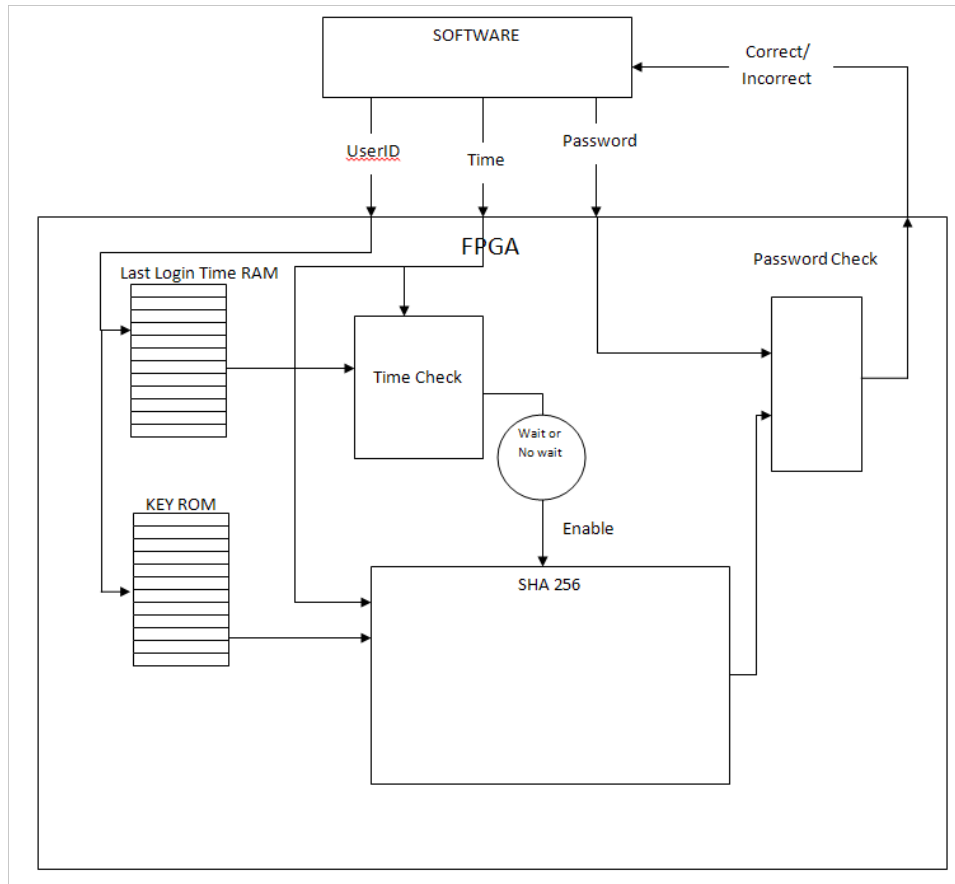 SOFTWARE
Correct/
Incorrect
UserID
Time
Password
FPGA
Last Login Time RAM
Password Check
Time Check
Wait or
No wait
KEY ROM
Enable
SHA 256